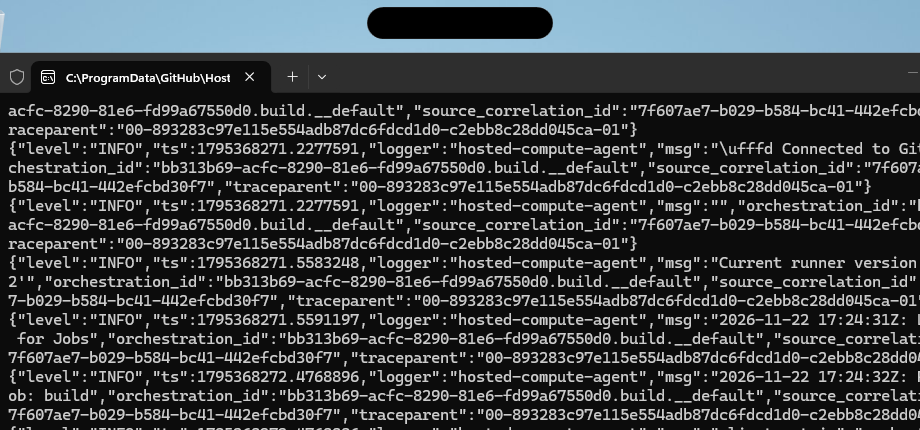 C:\ProgramData\GitHub\Host
acfc-8290-81e6-fd99a67550d0.build.__default","source_correlation_id":"7f607ae7-b029-b584-bc41-442efcb
raceparent":"00-893283c97e115e554adb87dc6fdcd1d0-c2ebb8c28dd045ca-01"}
{"level":"INFO","ts":1795368271.2277591,"logger":"hosted-compute-agent","msg":"\ufffd Connected to Git
chestration_id":"bb313b69-acfc-8290-81e6-fd99a67550d0.build.__default","source_correlation_id":"7f607
b584-bc41-442efcbd30f7","traceparent":"00-893283c97e115e554adb87dc6fdcd1d0-c2ebb8c28dd045ca-01"}
{"level":"INFO","ts":1795368271.2277591,"logger":"hosted-compute-agent","msg":"","orchestration_id":"
acfc-8290-81e6-fd99a67550d0.build.__default","source_correlation_id":"7f607ae7-b029-b584-bc41-442efcb
raceparent":"00-893283c97e115e554adb87dc6fdcd1d0-c2ebb8c28dd045ca-01"}
{"level":"INFO","ts":1795368271.5583248,"logger":"hosted-compute-agent","msg":"Current runner version
2'","orchestration_id":"bb313b69-acfc-8290-81e6-fd99a67550d0.build.__default","source_correlation_id"
7-b029-b584-bc41-442efcbd30f7","traceparent":"00-893283c97e115e554adb87dc6fdcd1d0-c2ebb8c28dd045ca-01"
{"level":"INFO","ts":1795368271.5591197,"logger":"hosted-compute-agent","msg":"2026-11-22 17:24:31Z:
for Jobs","orchestration_id":"bb313b69-acfc-8290-81e6-fd99a67550d0.build.__default","source_correlati
7f607ae7-b029-b584-bc41-442efcbd30f7","traceparent":"00-893283c97e115e554adb87dc6fdcd1d0-c2ebb8c28dd04
{"level":"INFO","ts":1795368272.4768896,"logger":"hosted-compute-agent","msg":"2026-11-22 17:24:32Z:
ob: build","orchestration_id":"bb313b69-acfc-8290-81e6-fd99a67550d0.build.__default","source_correlat
7f607ae7-b029-b584-bc41-442efcbd30f7","traceparent":"00-893283c97e115e554adb87dc6fdcd1d0-c2ebb8c28dd04